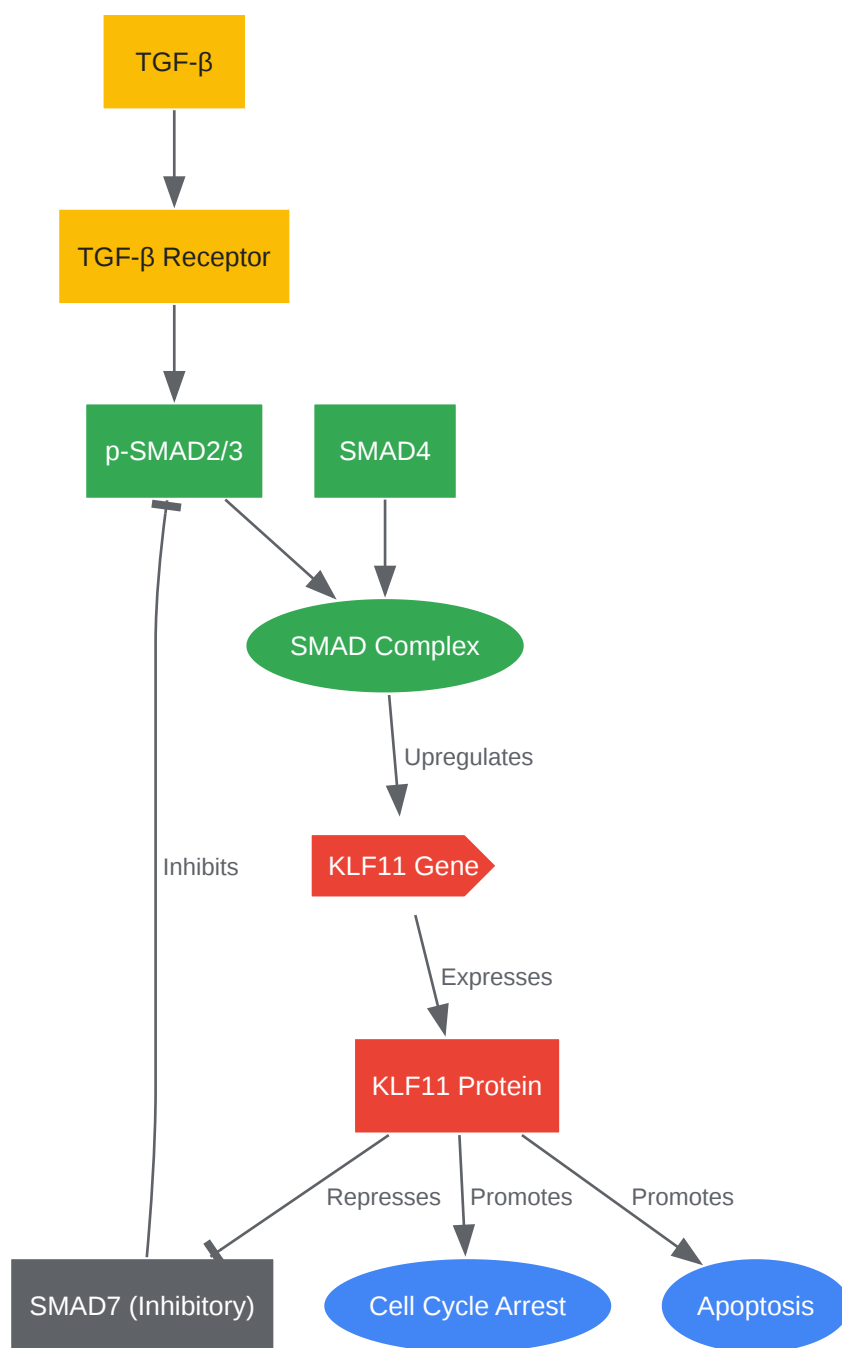 TGF-β
TGF-β Receptor
p-SMAD2/3
SMAD4
SMAD Complex
Upregulates
KLF11 Gene
Inhibits
Expresses
KLF11 Protein
Represses
Promotes
Promotes
SMAD7 (Inhibitory)
Cell Cycle Arrest
Apoptosis